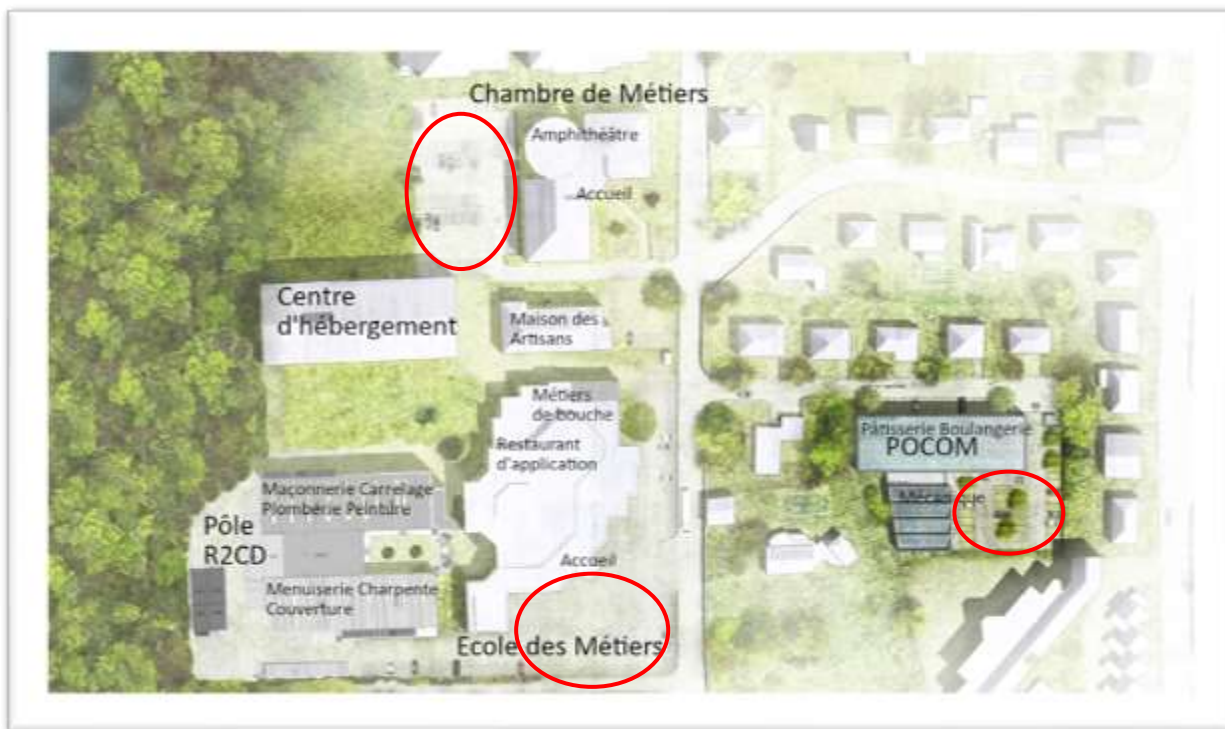 Chambre de Métiers
Amphithéâtre
Accueil
Centre
d'hébergement
Maison des
Artisans
Métiers
de bouche
Restaurant
d'application
Pâtisserie Boulangerie
POCOM
Mécanique
Maçonnerie Carrelage
Plomberie Peinture
Pôle
R2CD
Accueil
Menuiserie Charpente
Couverture
Ecole des Métiers